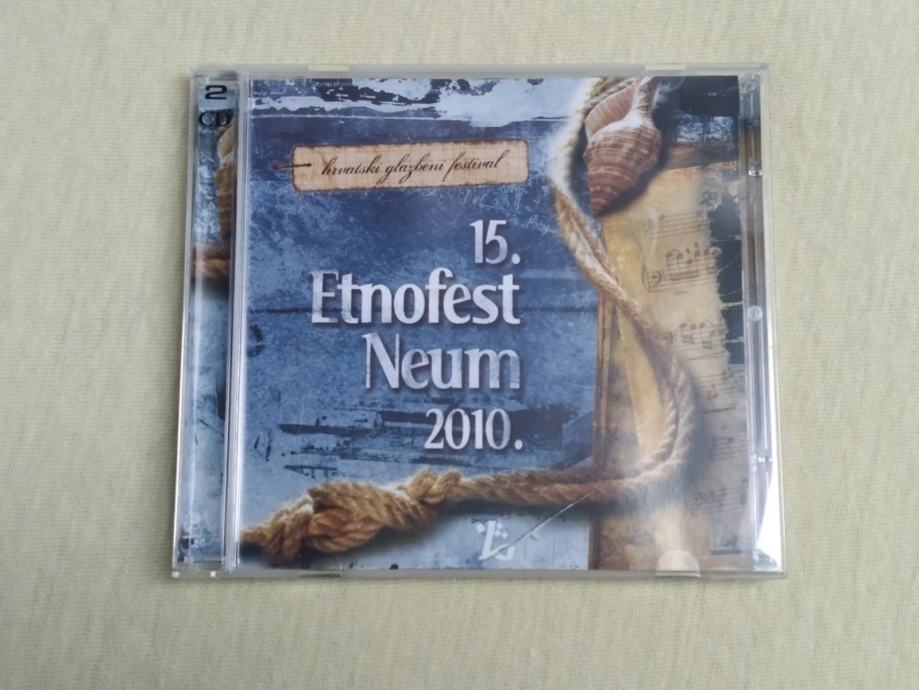 2
CD
hrvatski glazbeni festival
15.
Etnofest
Neum
2010.